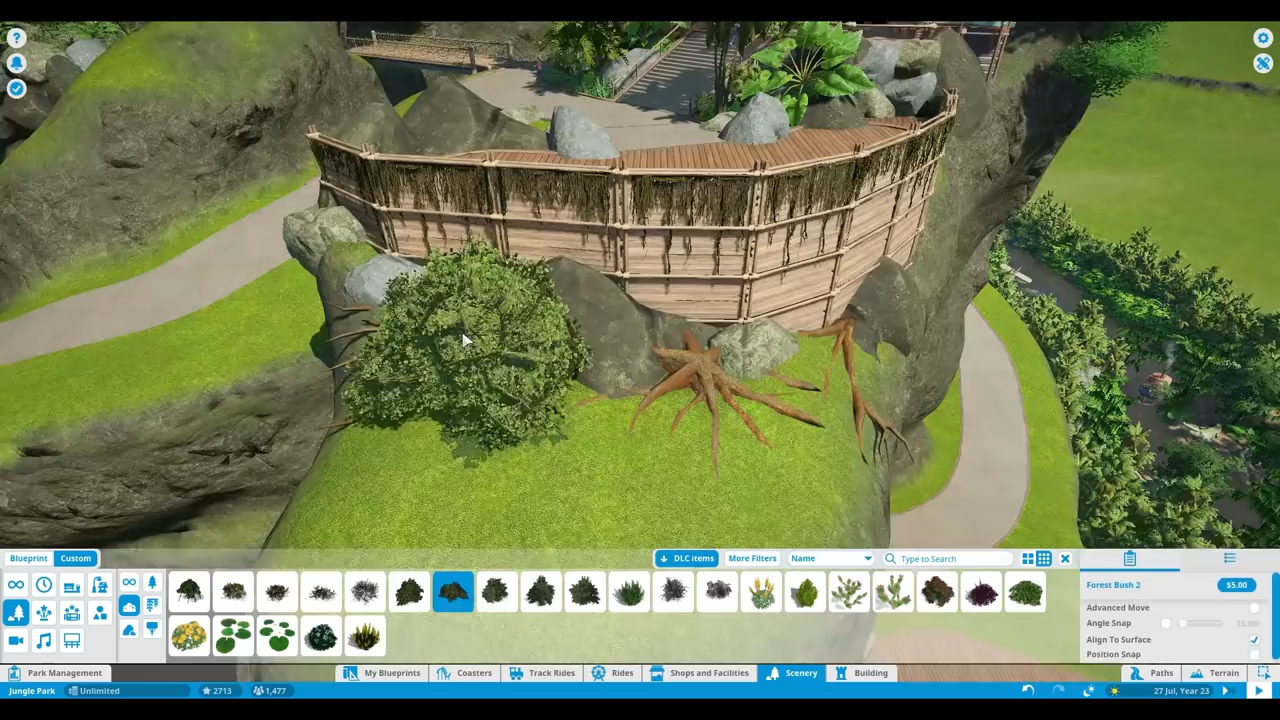 Blueprint Custom DLC items More Filters Name Type to Search
Forest Bush 2 $5.00
Advanced Move
Angle Snap 15.00°
Align To Surface
Position Snap
Park Management My Blueprints Coasters Track Rides Rides Shops and Facilities Scenery Building Paths Terrain
Jungle Park Unlimited 2713 1,477 27 Jul, Year 23